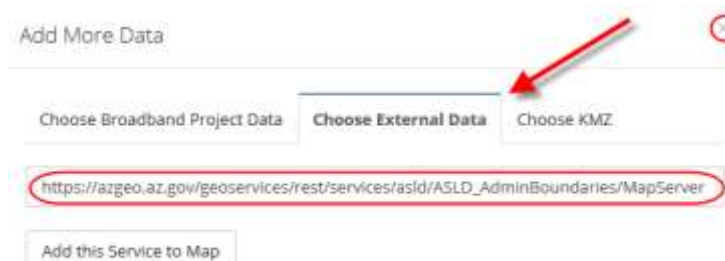 Add More Data
Choose Broadband Project Data Choose External Data Choose KMZ
https://azgeo.az.gov/geoservices/rest/services/asld/ASLD_AdminBoundaries/MapServer
Add this Service to Map